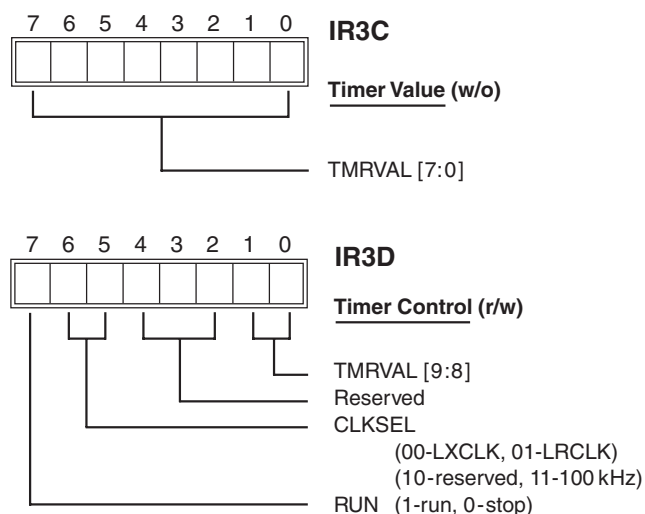 7 6 5 4 3 2 1 0
IR3C
Timer Value (w/o)
TMRVAL [7:0]
7 6 5 4 3 2 1 0
IR3D
Timer Control (r/w)
TMRVAL [9:8]
Reserved
CLKSEL
(00-LXCLK, 01-LRCLK)
(10-reserved, 11-100 kHz)
RUN (1-run, 0-stop)